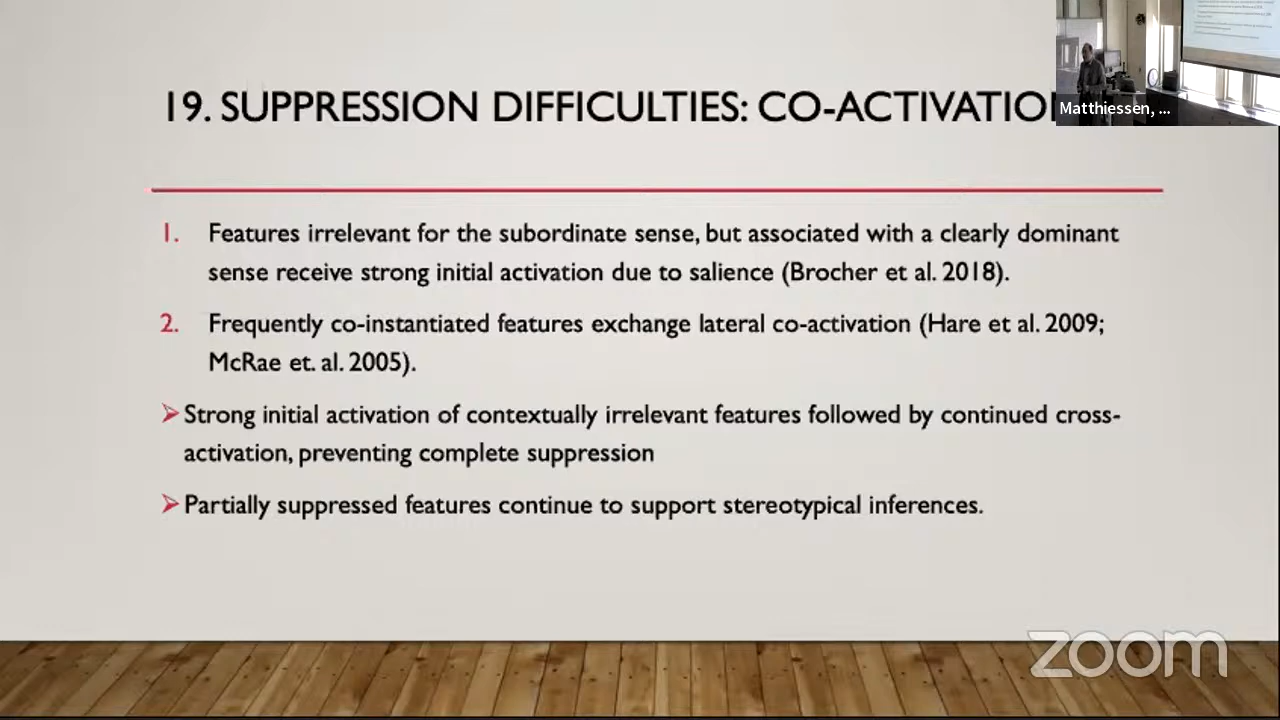 19. SUPPRESSION DIFFICULTIES: CO-ACTIVATIO
Matthiessen, ...
1. Features irrelevant for the subordinate sense, but associated with a clearly dominant
sense receive strong initial activation due to salience (Brocher et al. 2018).
2. Frequently co-instantiated features exchange lateral co-activation (Hare et al. 2009;
McRae et. al. 2005).
Strong initial activation of contextually irrelevant features followed by continued cross-
activation, preventing complete suppression
Partially suppressed features continue to support stereotypical inferences.
zoom